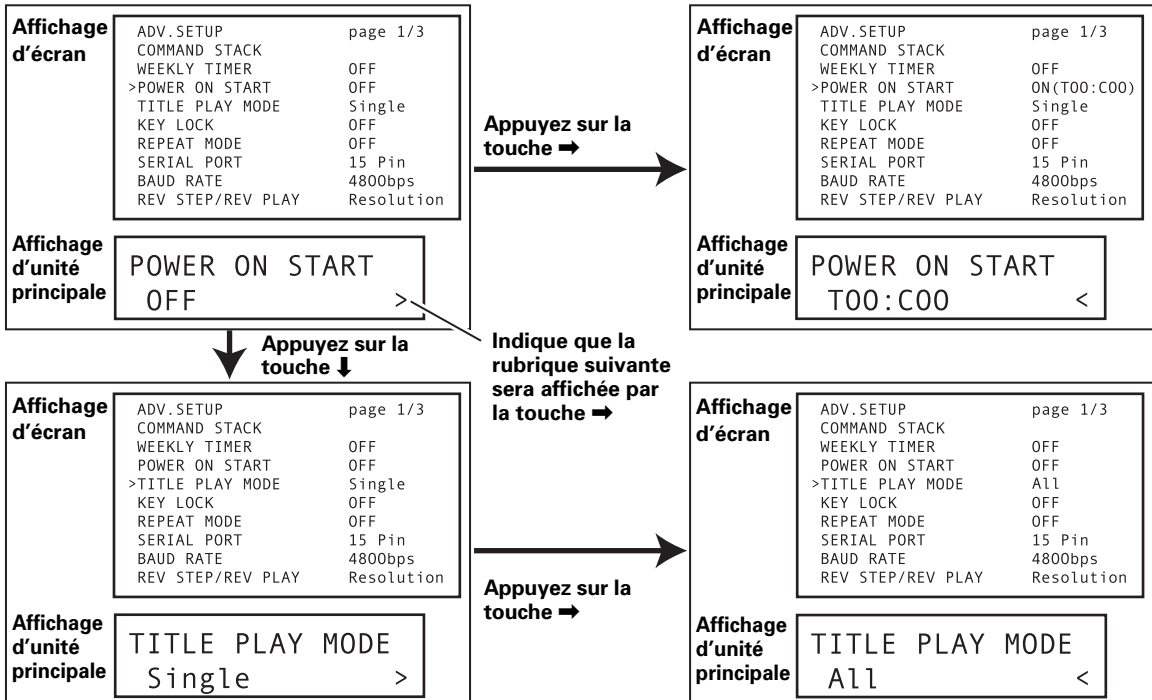 Affichage
d'écran
ADV.SETUP page 1/3
COMMAND STACK
WEEKLY TIMER OFF
>POWER ON START OFF
TITLE PLAY MODE Single
KEY LOCK OFF
REPEAT MODE OFF
SERIAL PORT 15 Pin
BAUD RATE 4800bps
REV STEP/REV PLAY Resolution
Affichage
d'unité
principale
POWER ON START
OFF >
Appuyez sur la
touche ➡
Affichage
d'écran
ADV.SETUP page 1/3
COMMAND STACK
WEEKLY TIMER OFF
>POWER ON START ON(T00:C00)
TITLE PLAY MODE Single
KEY LOCK OFF
REPEAT MODE OFF
SERIAL PORT 15 Pin
BAUD RATE 4800bps
REV STEP/REV PLAY Resolution
Affichage
d'unité
principale
POWER ON START
T00:C00 <
Appuyez sur la
touche ⬇
Indique que la
rubrique suivante
sera affichée par
la touche ➡
Affichage
d'écran
ADV.SETUP page 1/3
COMMAND STACK
WEEKLY TIMER OFF
POWER ON START OFF
>TITLE PLAY MODE Single
KEY LOCK OFF
REPEAT MODE OFF
SERIAL PORT 15 Pin
BAUD RATE 4800bps
REV STEP/REV PLAY Resolution
Affichage
d'unité
principale
TITLE PLAY MODE
Single >
Appuyez sur la
touche ➡
Affichage
d'écran
ADV.SETUP page 1/3
COMMAND STACK
WEEKLY TIMER OFF
POWER ON START OFF
>TITLE PLAY MODE All
KEY LOCK OFF
REPEAT MODE OFF
SERIAL PORT 15 Pin
BAUD RATE 4800bps
REV STEP/REV PLAY Resolution
Affichage
d'unité
principale
TITLE PLAY MODE
All <